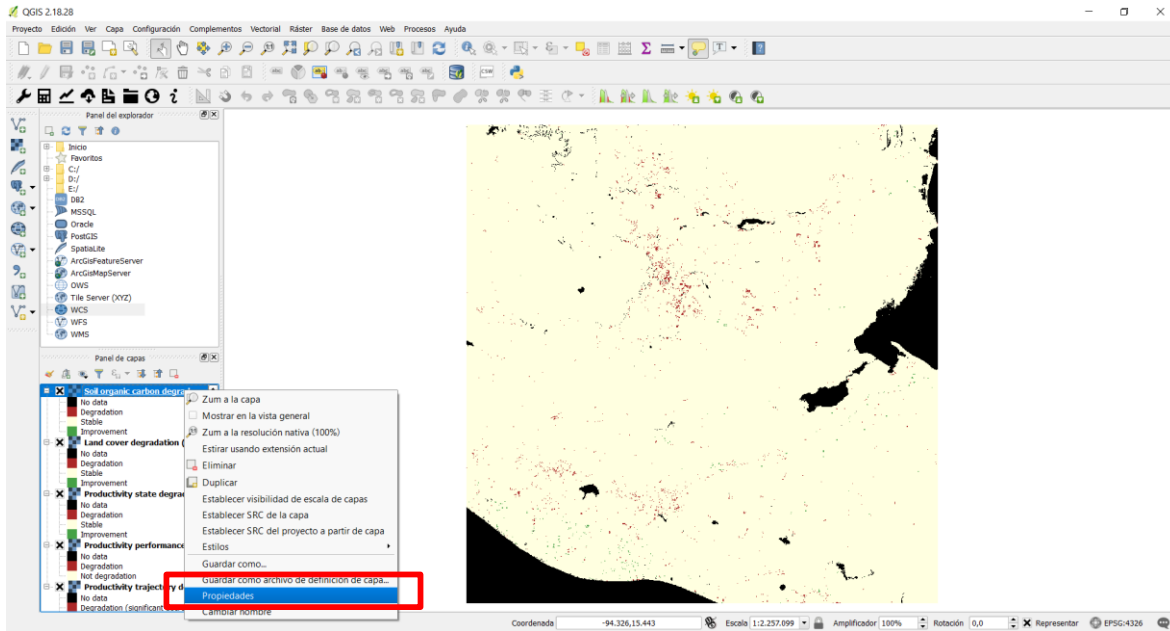 QGIS 2.18.28
Proyecto Edición Ver Capa Configuración Complementos Vectorial Ráster Base de datos Web Procesos Ayuda
Panel del explorador
Inicio
Favoritos
C:/
D:/
E:/
DB2
MSSQL
Oracle
PostGIS
SpatiaLite
ArcGisFeatureServer
ArcGisMapServer
OWS
Tile Server (XYZ)
WCS
WFS
WMS
Panel de capas
Soil organic carbon degra
No data
Degradation
Stable
Improvement
Land cover degradation (
No data
Degradation
Stable
Improvement
Productivity state degrad
No data
Degradation
Stable
Improvement
Productivity performance
No data
Degradation
Not degradation
Productivity trajectory d
No data
Degradation (significant
Zum a la capa
Mostrar en la vista general
Zum a la resolución nativa (100%)
Estirar usando extensión actual
Eliminar
Duplicar
Establecer visibilidad de escala de capas
Establecer SRC de la capa
Establecer SRC del proyecto a partir de capa
Estilos
Guardar como...
Guardar como archivo de definición de capa...
Propiedades
Cambiar nombre
Coordenada -94.326,15.443 Escala 1:2.257.099 Amplificador 100% Rotación 0,0 Representar EPSG:4326